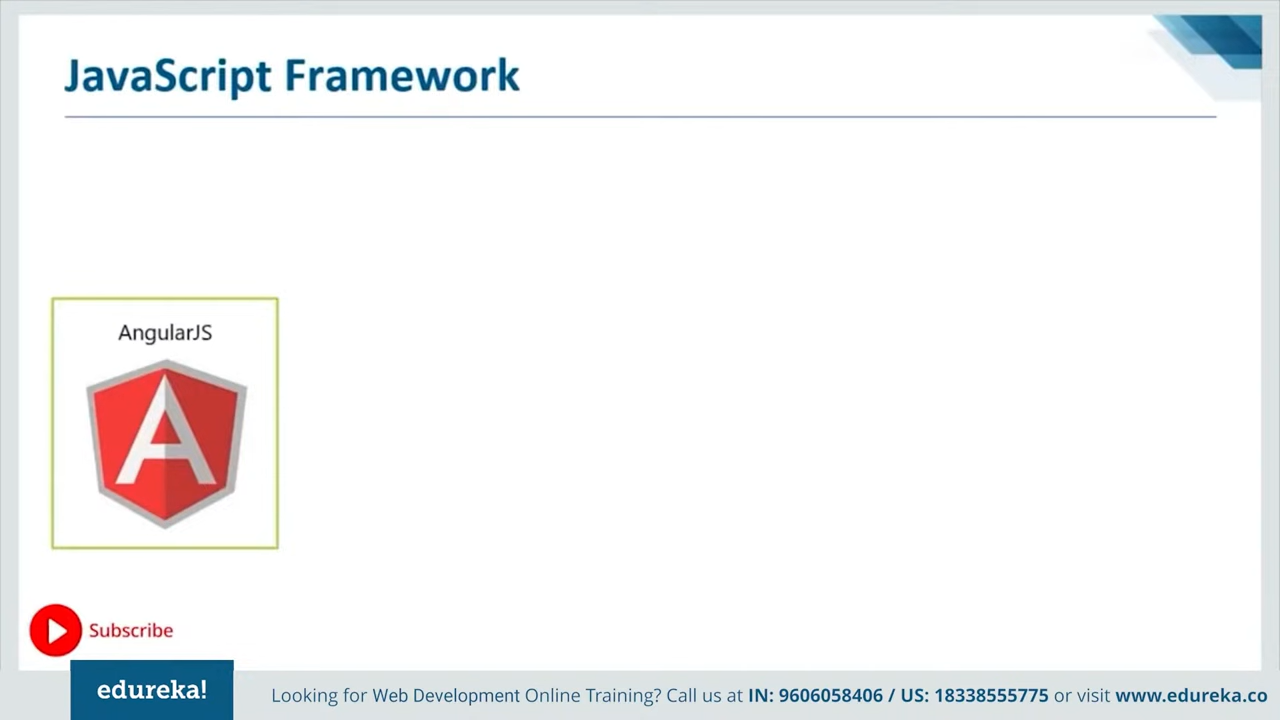 JavaScript Framework
AngularJS
A
Subscribe
edureka!
Looking for Web Development Online Training? Call us at IN: 9606058406 / US: 18338555775 or visit www.edureka.co